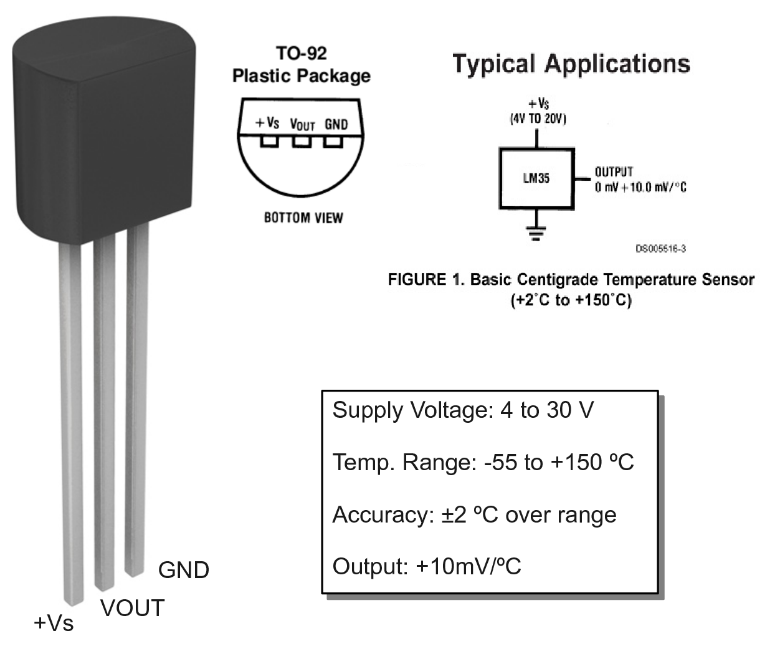 TO-92
Plastic Package
+VS VOUT GND
BOTTOM VIEW
Typical Applications
+VS
(4V TO 20V)
LM35
OUTPUT
0 mV+10.0 mV/°C
DS005516-3
FIGURE 1. Basic Centigrade Temperature Sensor
(+2˚C to +150˚C)
Supply Voltage: 4 to 30 V
Temp. Range: -55 to +150 ºC
Accuracy: ±2 ºC over range
Output: +10mV/ºC
GND
VOUT
+Vs